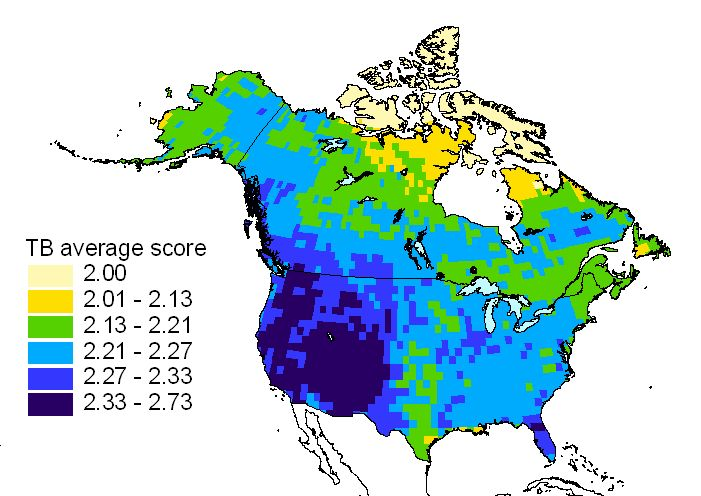 TB average score
2.00
2.01 - 2.13
2.13 - 2.21
2.21 - 2.27
2.27 - 2.33
2.33 - 2.73